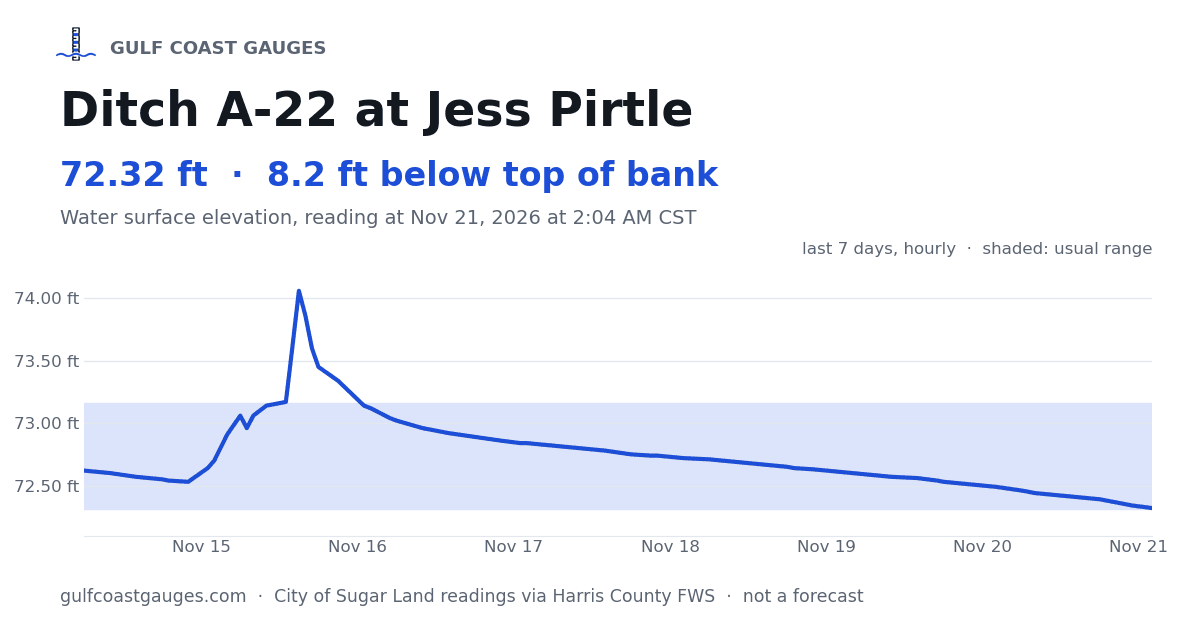 GULF COAST GAUGES
Ditch A-22 at Jess Pirtle
72.32 ft · 8.2 ft below top of bank
Water surface elevation, reading at Nov 21, 2026 at 2:04 AM CST
last 7 days, hourly · shaded: usual range
74.00 ft
73.50 ft
73.00 ft
72.50 ft
Nov 15 Nov 16 Nov 17 Nov 18 Nov 19 Nov 20 Nov 21
gulfcoastgauges.com · City of Sugar Land readings via Harris County FWS · not a forecast